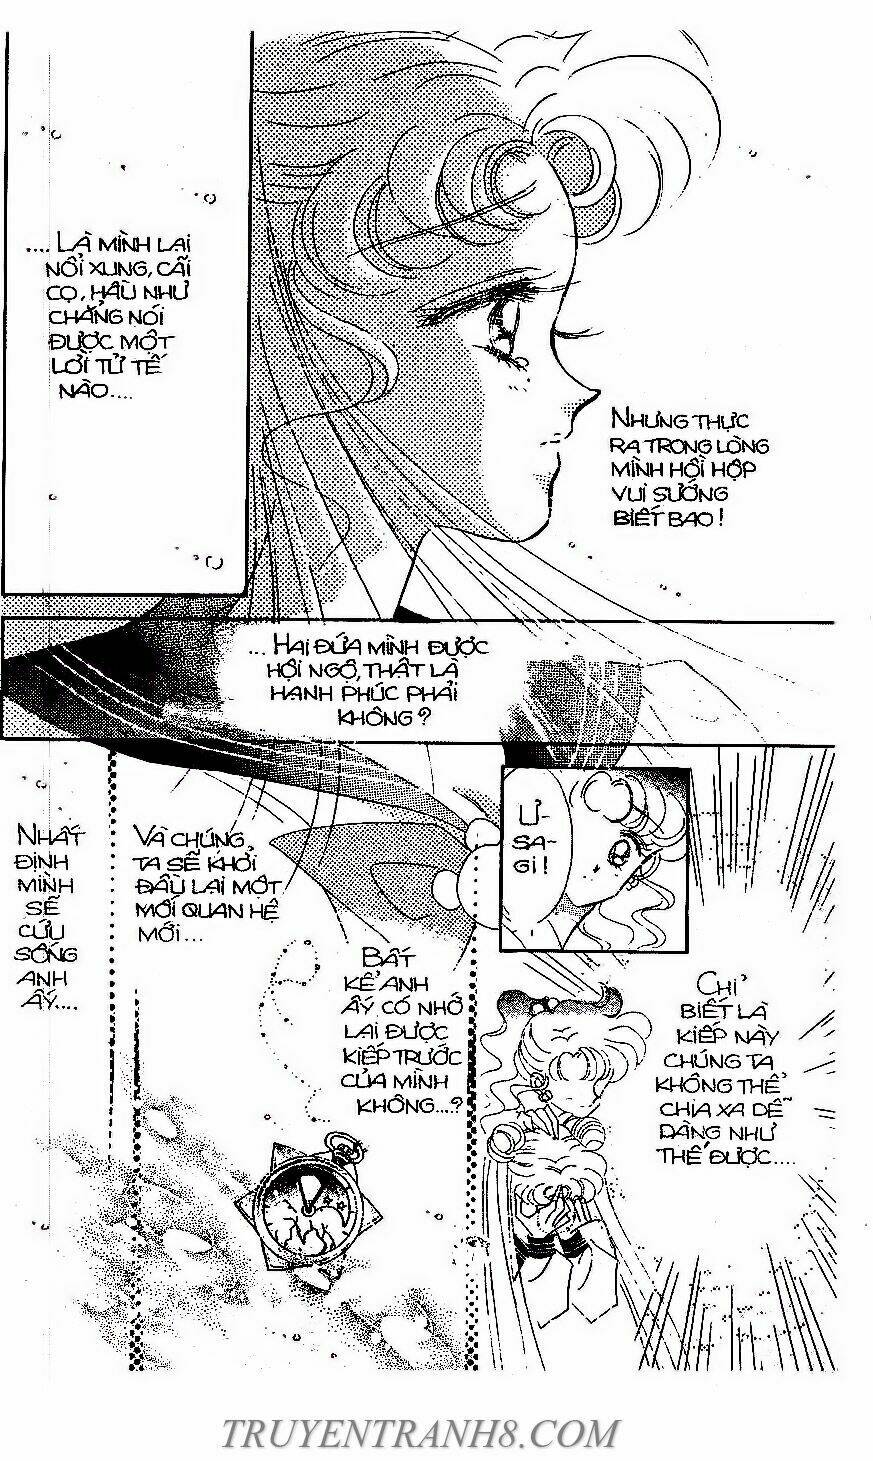 .... LÀ MÌNH LẠI
NỔI XUNG, CÃI
CỌ, HẦU NHƯ
CHẲNG NÓI
ĐƯỢC MỘT
LỜI TỬ TẾ
NÀO....
NHƯNG THỰC
RA TRONG LÒNG
MÌNH HỒI HỘP
VUI SƯỚNG
BIẾT BAO!
... HAI ĐỨA MÌNH ĐƯỢC
HỘI NGỘ, THẬT LÀ
HẠNH PHÚC PHẢI
KHÔNG?
Ư-
SA-
GI!
CHỈ
BIẾT LÀ
KIẾP NÀY
CHÚNG TA
KHÔNG THỂ
CHIA XA DỄ
DÀNG NHƯ
THẾ ĐƯỢC....
BẤT
KỂ ANH
ẤY CÓ NHỚ
LẠI ĐƯỢC
KIẾP TRƯỚC
CỦA MÌNH
KHÔNG...?
VÀ CHÚNG
TA SẼ KHỞI
ĐẦU LẠI MỘT
MỐI QUAN HỆ
MỚI...
NHẤT
ĐỊNH
MÌNH
SẼ
CỨU
SỐNG
ANH
ẤY....
TRUYENTRANH8.COM